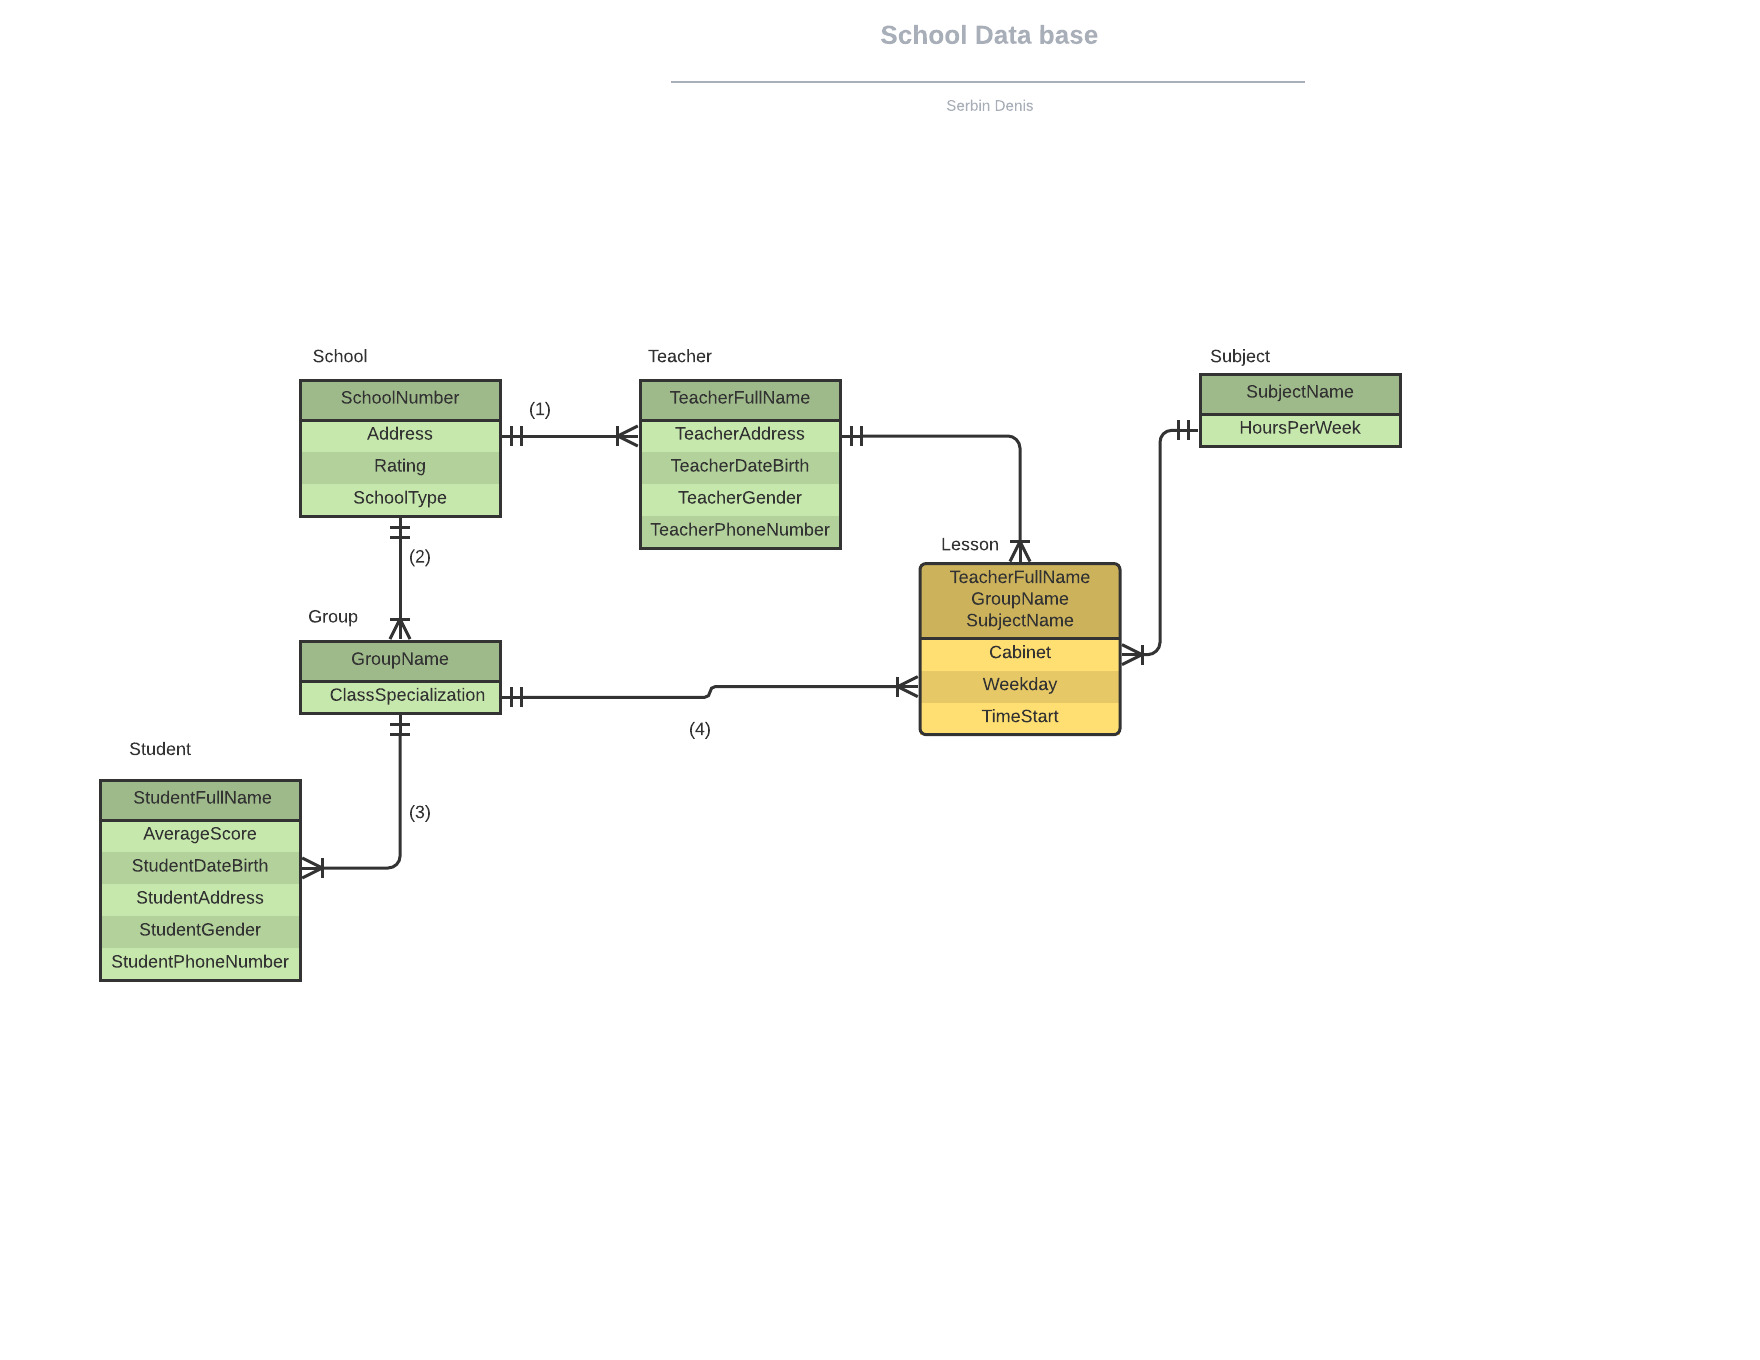 School Data base
Serbin Denis
School
SchoolNumber
Address
Rating
SchoolType
(1)
Teacher
TeacherFullName
TeacherAddress
TeacherDateBirth
TeacherGender
TeacherPhoneNumber
Subject
SubjectName
HoursPerWeek
(2)
Lesson
TeacherFullName
GroupName
SubjectName
Cabinet
Weekday
TimeStart
Group
GroupName
ClassSpecialization
(4)
(3)
Student
StudentFullName
AverageScore
StudentDateBirth
StudentAddress
StudentGender
StudentPhoneNumber